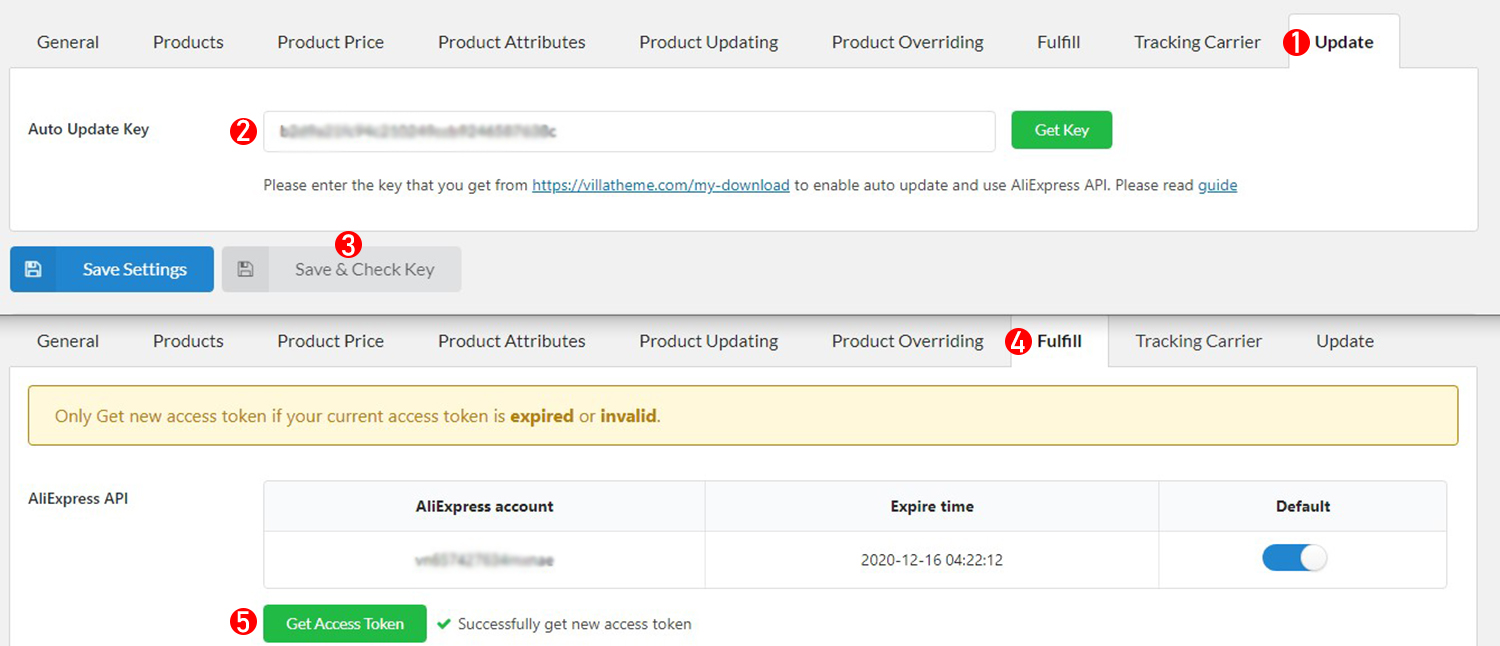 General Products Product Price Product Attributes Product Updating Product Overriding Fulfill Tracking Carrier 1 Update
Auto Update Key 2 Get Key
Please enter the key that you get from https://villatheme.com/my-download to enable auto update and use AliExpress API. Please read guide
3
Save Settings Save & Check Key
General Products Product Price Product Attributes Product Updating Product Overriding 4 Fulfill Tracking Carrier Update
Only Get new access token if your current access token is expired or invalid.
AliExpress API
AliExpress account Expire time Default
2020-12-16 04:22:12
5 Get Access Token Successfully get new access token